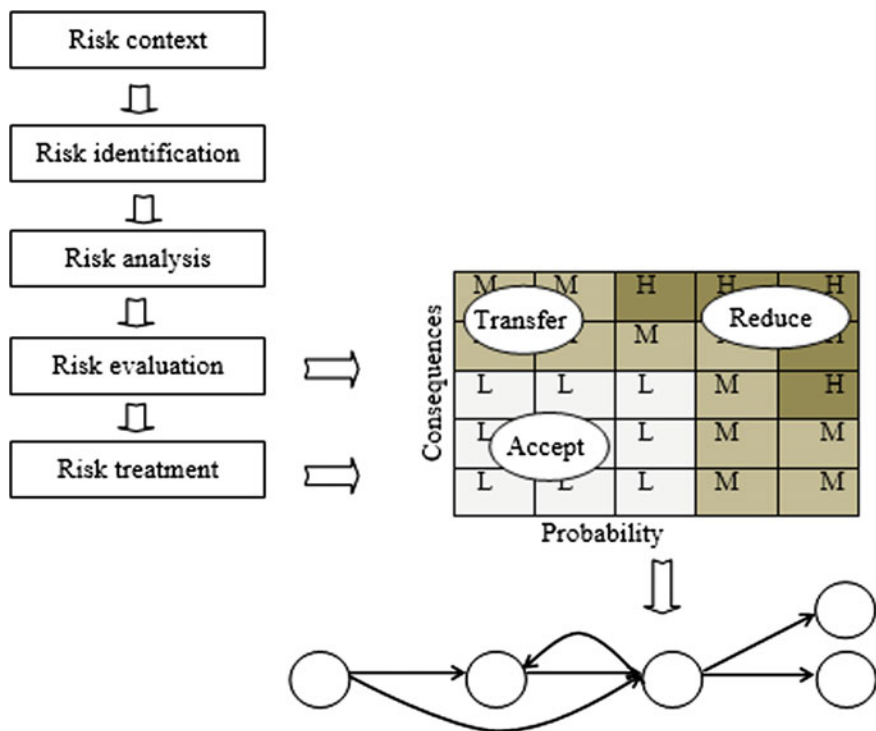 Risk context
Risk identification
Risk analysis
Risk evaluation
Risk treatment
Consequences
M M H H H
Transfer Reduce
M
L L L M H
L L M M
Accept
L L L M M
Probability